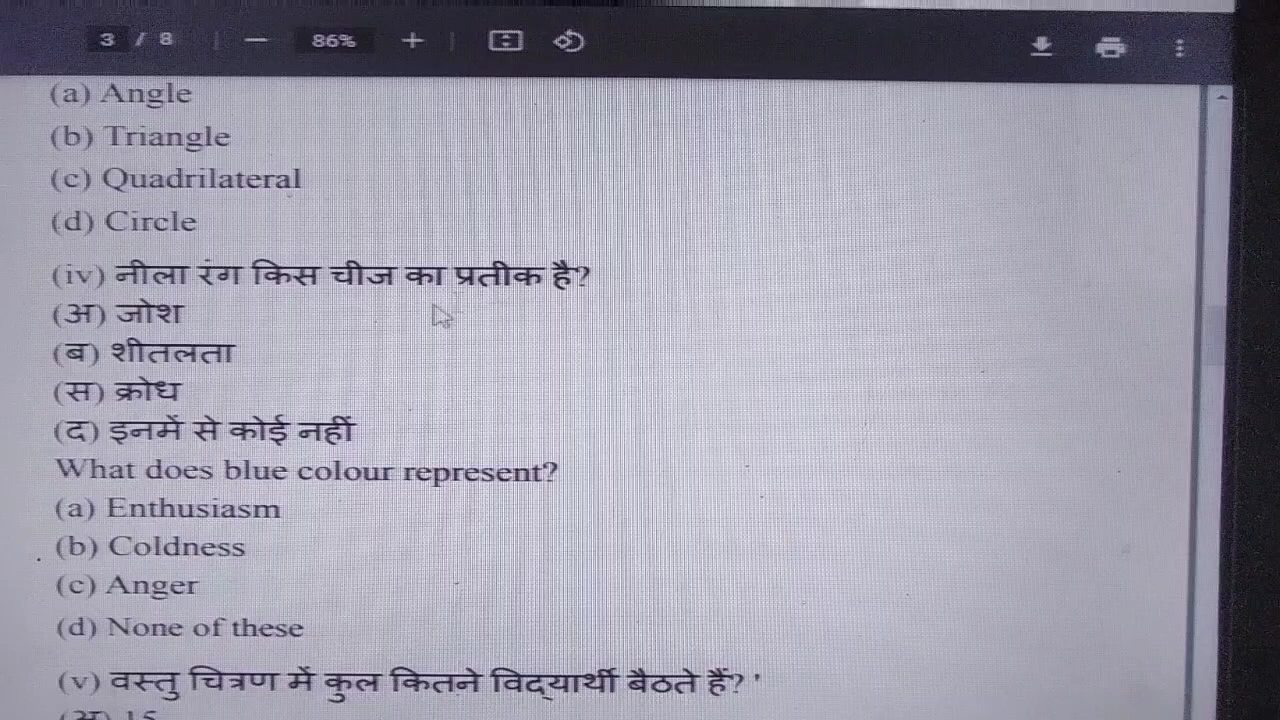 3 / 8 — 86% +
(a) Angle
(b) Triangle
(c) Quadrilateral
(d) Circle
(iv) नीला रंग किस चीज का प्रतीक है?
(अ) जोश
(ब) शीतलता
(स) क्रोध
(द) इनमें से कोई नहीं
What does blue colour represent?
(a) Enthusiasm
(b) Coldness
(c) Anger
(d) None of these
(v) वस्तु चित्रण में कुल कितने विद्यार्थी बैठते हैं? '
(अ) 15